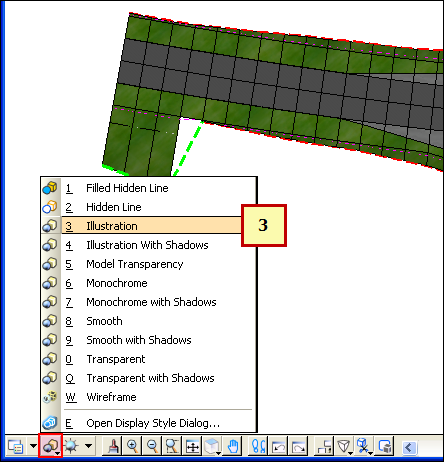 1 Filled Hidden Line
2 Hidden Line
3 Illustration
3
4 Illustration With Shadows
5 Model Transparency
6 Monochrome
7 Monochrome with Shadows
8 Smooth
9 Smooth with Shadows
0 Transparent
Q Transparent with Shadows
W Wireframe
E Open Display Style Dialog...